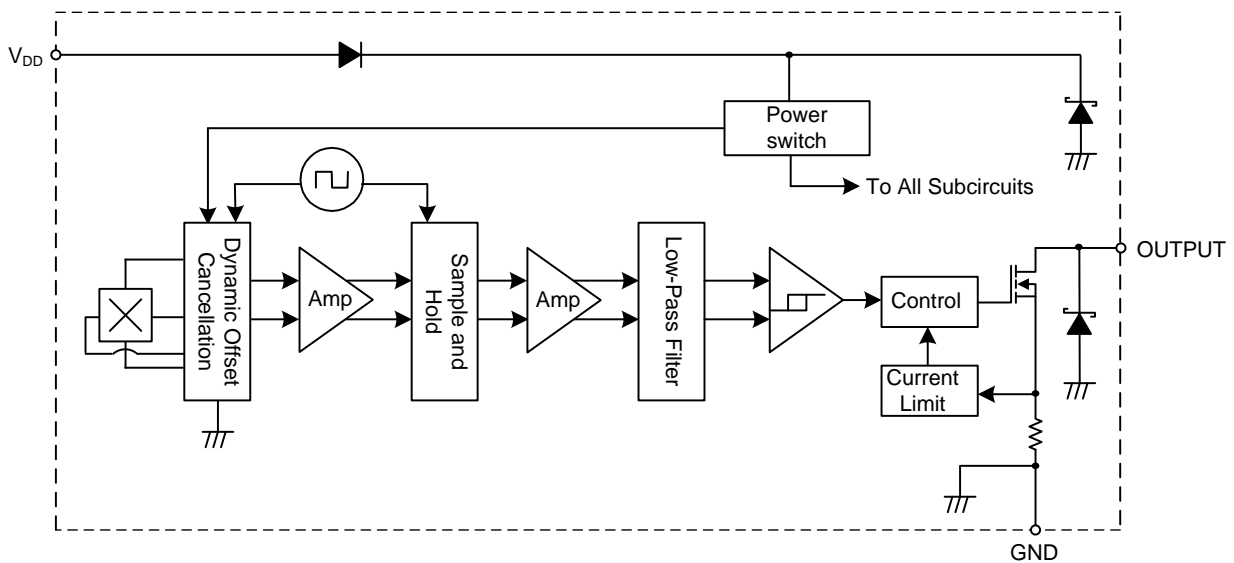 V_DD
Power
switch
To All Subcircuits
Dynamic Offset
Cancellation
Amp
Sample and
Hold
Amp
Low-Pass Filter
Control
OUTPUT
Current
Limit
GND